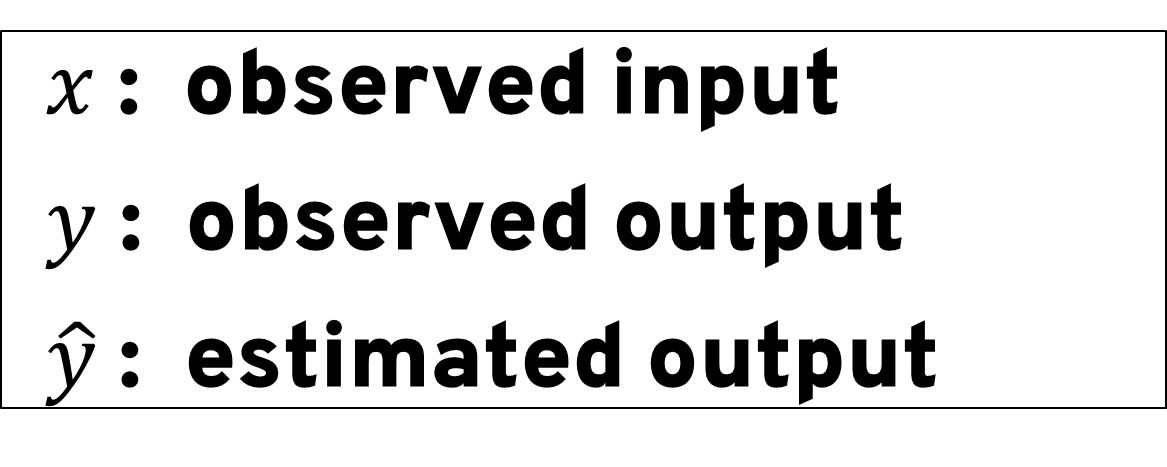 x : observed input
y : observed output
ŷ : estimated output